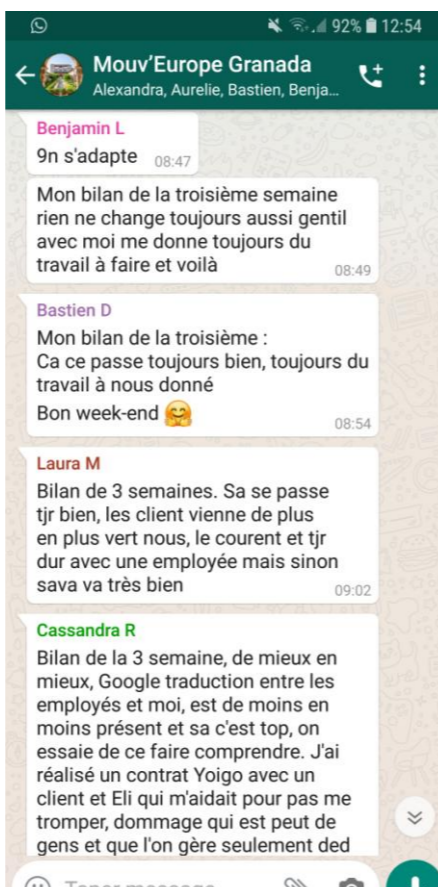 92% 12:54
Mouv'Europe Granada
Alexandra, Aurelie, Bastien, Benja...
Benjamin L
9n s'adapte 08:47
Mon bilan de la troisième semaine
rien ne change toujours aussi gentil
avec moi me donne toujours du
travail à faire et voilà
08:49
Bastien D
Mon bilan de la troisième :
Ca ce passe toujours bien, toujours du
travail à nous donné
Bon week-end 🤗
08:54
Laura M
Bilan de 3 semaines. Sa se passe
tjr bien, les client vienne de plus
en plus vert nous, le courent et tjr
dur avec une employée mais sinon
sava va très bien
09:02
Cassandra R
Bilan de la 3 semaine, de mieux en
mieux, Google traduction entre les
employés et moi, est de moins en
moins présent et sa c'est top, on
essaie de ce faire comprendre. J'ai
réalisé un contrat Yoigo avec un
client et Eli qui m'aidait pour pas me
tromper, dommage qui est peut de
gens et que l'on gère seulement ded
Taper message